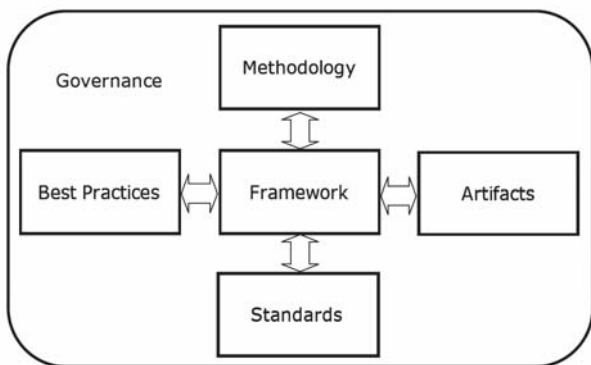 Methodology
Governance
Best Practices
Framework
Artifacts
Standards